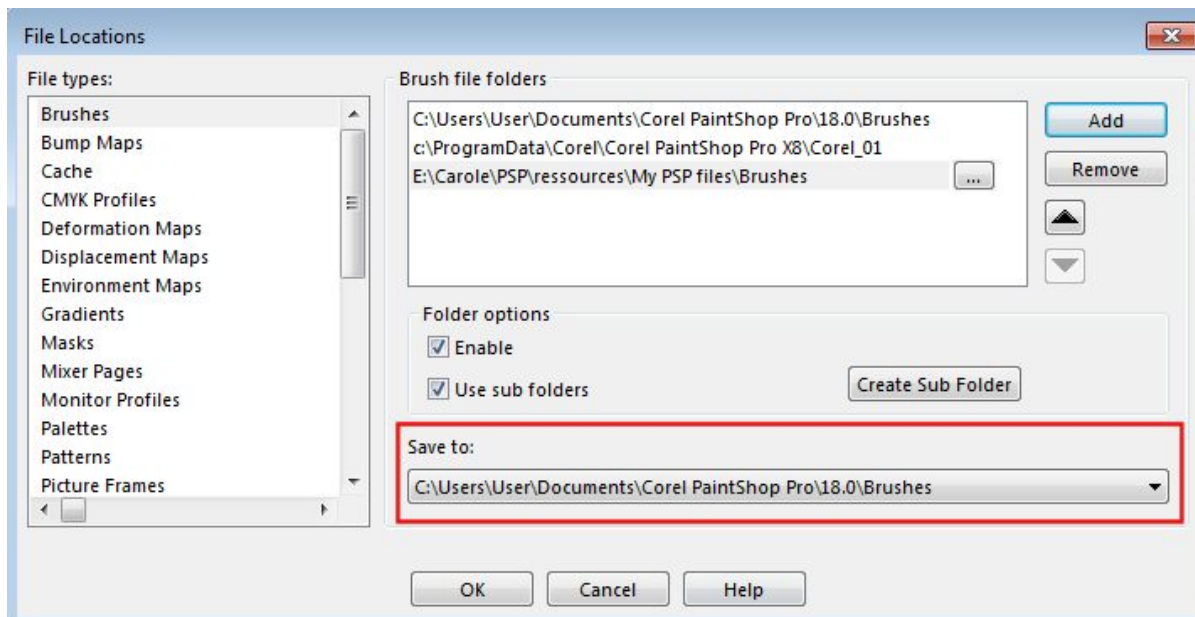 File Locations
File types:
Brushes
Bump Maps
Cache
CMYK Profiles
Deformation Maps
Displacement Maps
Environment Maps
Gradients
Masks
Mixer Pages
Monitor Profiles
Palettes
Patterns
Picture Frames
Brush file folders
C:\Users\User\Documents\Corel PaintShop Pro\18.0\Brushes
c:\ProgramData\Corel\Corel PaintShop Pro X8\Corel_01
E:\Carole\PSP\ressources\My PSP files\Brushes
...
Add
Remove
Folder options
Enable
Use sub folders
Create Sub Folder
Save to:
C:\Users\User\Documents\Corel PaintShop Pro\18.0\Brushes
OK
Cancel
Help